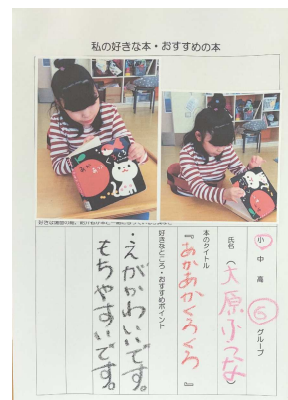 私の好きな本・おすすめの本
小 中 高 ⑥ グループ
氏名（大原
本のタイトル
『あかあかくろくろ』
好きなところ・おすすめポイント
・えがかわいいです。
もちやすいです。